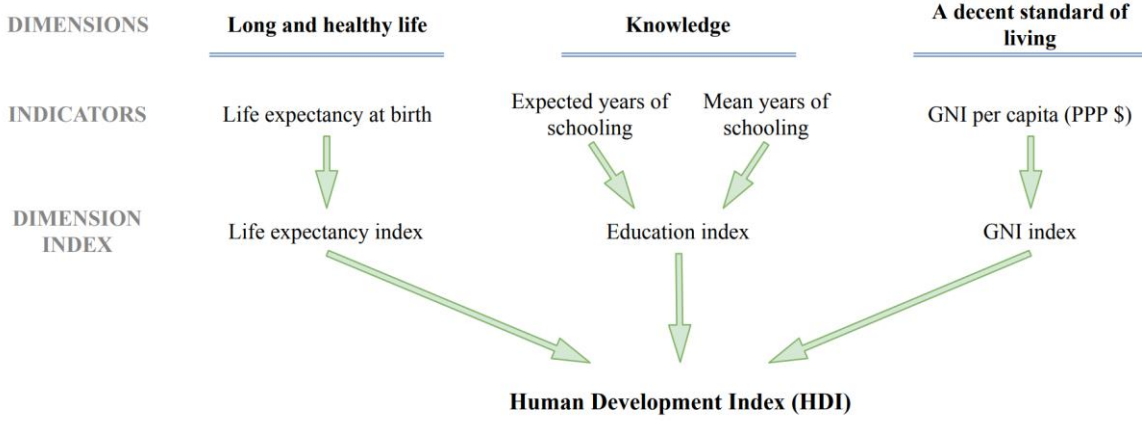 DIMENSIONS
Long and healthy life
Knowledge
A decent standard of
living
INDICATORS
Life expectancy at birth
Expected years of
schooling
Mean years of
schooling
GNI per capita (PPP $)
DIMENSION
INDEX
Life expectancy index
Education index
GNI index
Human Development Index (HDI)